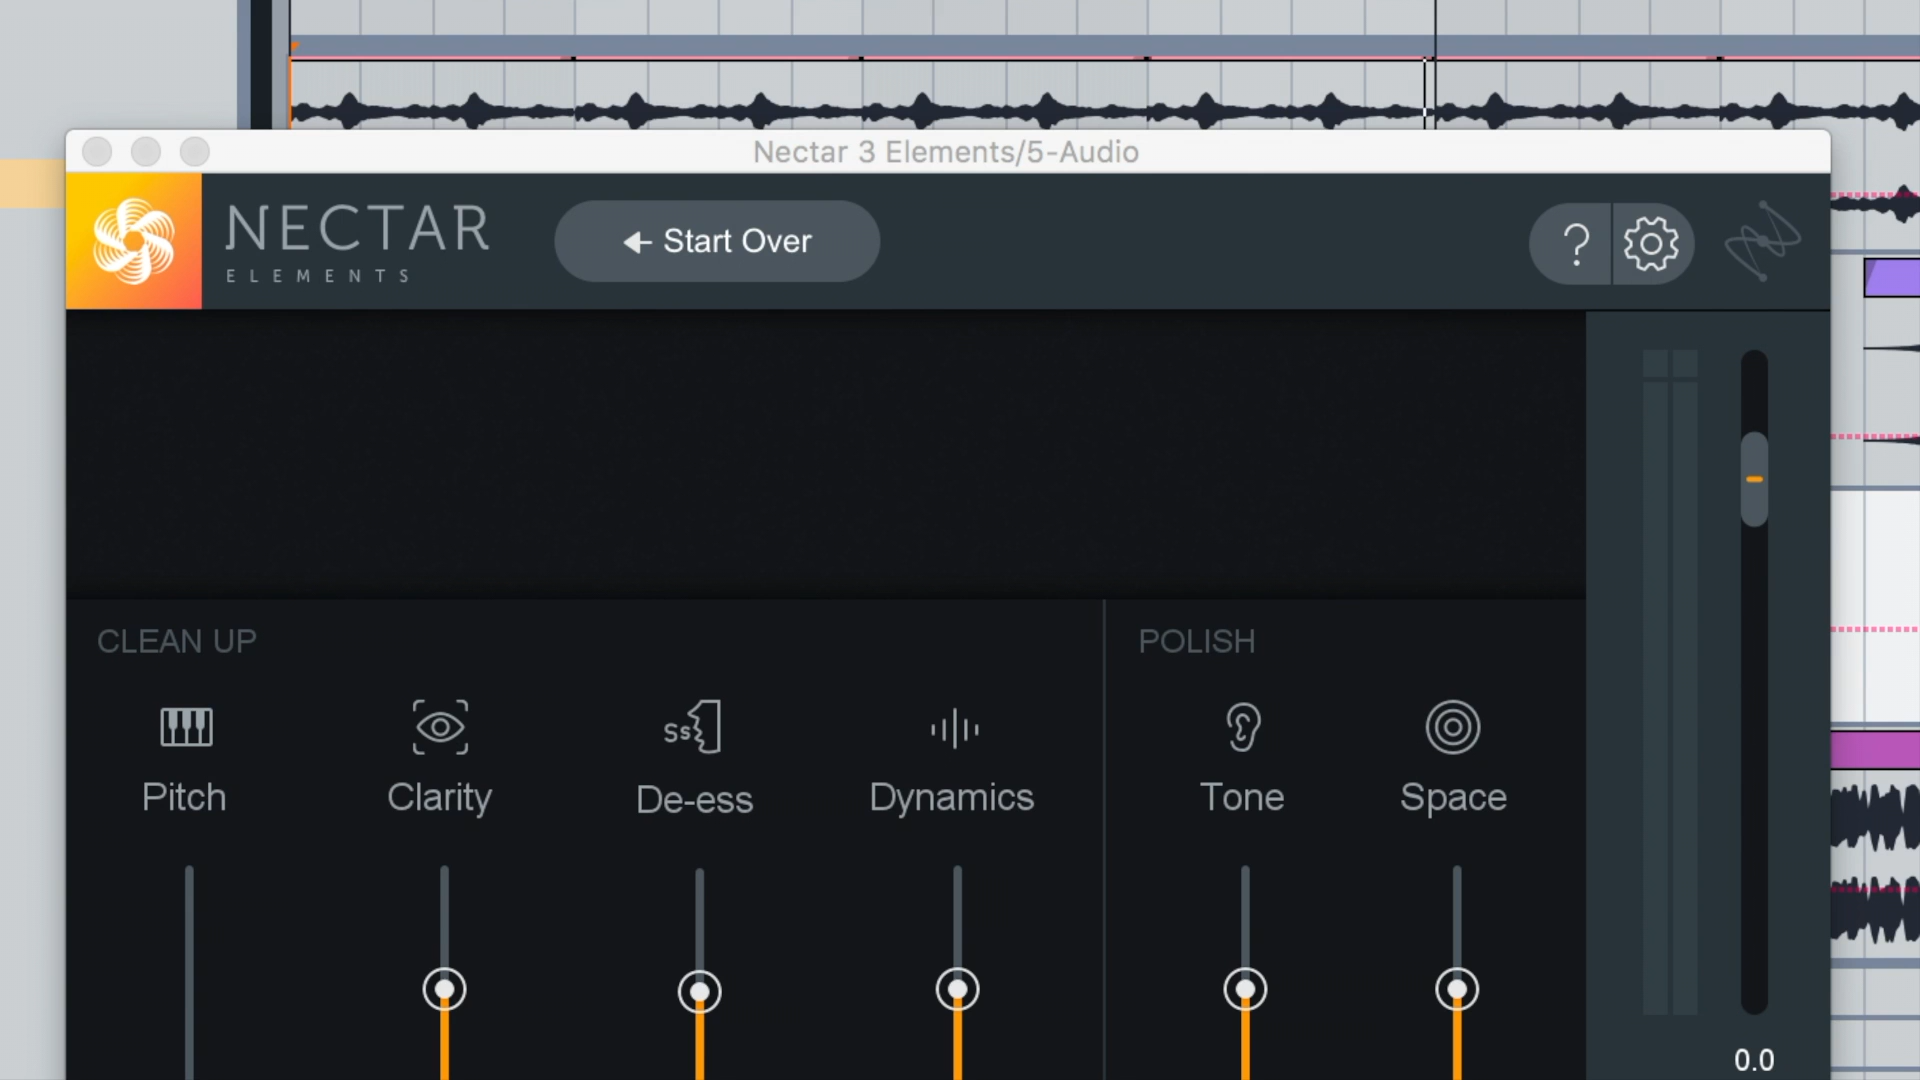 Nectar 3 Elements/5-Audio
NECTAR
ELEMENTS
Start Over
?
CLEAN UP
POLISH
ss
Pitch
Clarity
De-ess
Dynamics
Tone
Space
0.0